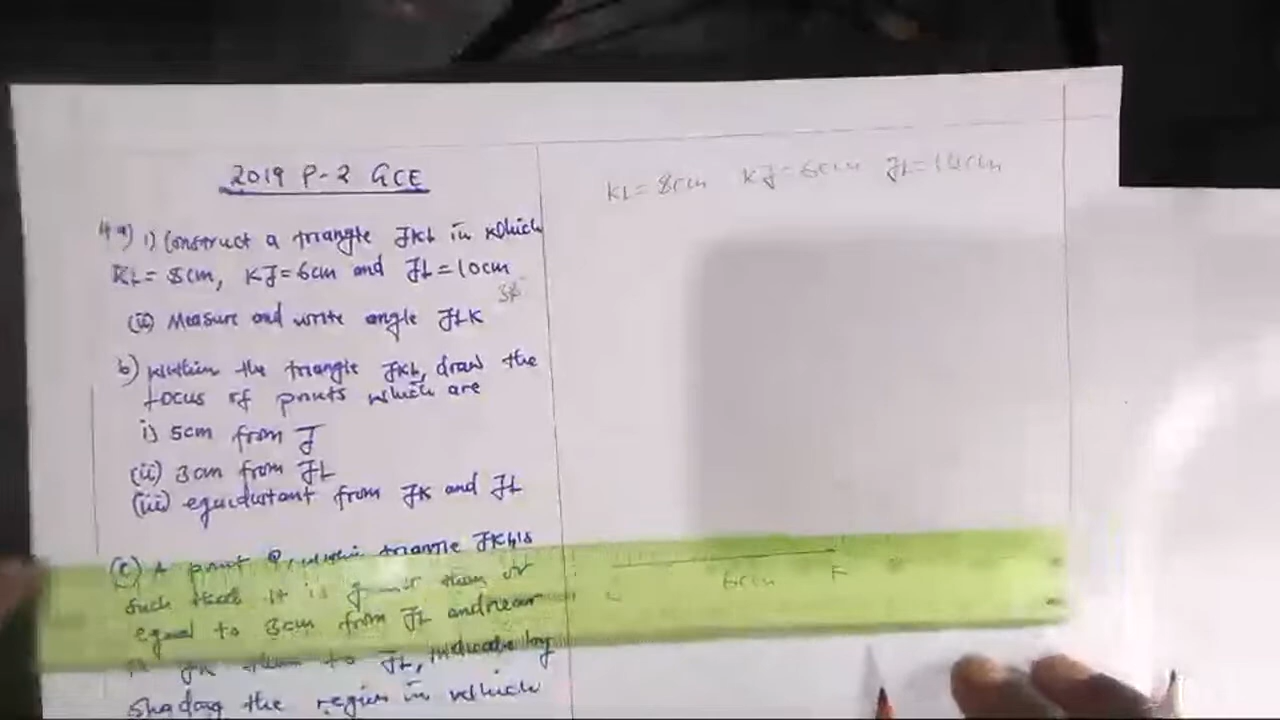 2019 P-2 GCE
4a) i) Construct a triangle JKL in which
KL = 8cm, KJ = 6cm and JL = 10cm
(ii) Measure and write angle JLK
b) within the triangle JKL, draw the
locus of points which are
i) 5cm from J
(ii) 3cm from JL
(iii) equidistant from JK and JL
(c) A point Q, within triangle JKL is
such that it is greater than or
equal to 3cm from JL and near
JK than to JL, indicate by
shading the region in which
KL = 8cm KJ = 6cm JL = 10cm
6cm